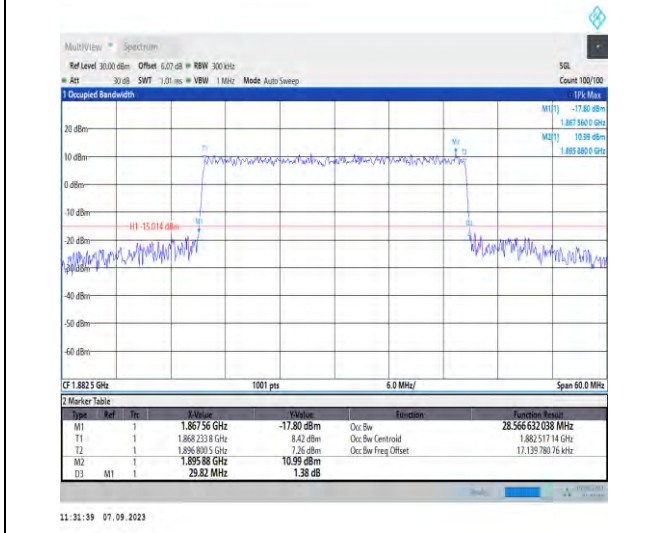 MultiView Spectrum
Ref Level 30.00 dBm Offset 6.07 dB RBW 300 kHz SGL
Att 30 dB SWT 1.01 ms VBW 1 MHz Mode Auto Sweep Count 100/100
1 Occupied Bandwidth 1Pk Max
M1[1] -17.80 dBm
1.867 560 0 GHz
M2[1] 10.99 dBm
1.895 880 0 GHz
20 dBm
M2
T1 T2
10 dBm
0 dBm
-10 dBm
H1 -15.014 dBm
M1 D3
-20 dBm
-30 dBm
-40 dBm
-50 dBm
-60 dBm
CF 1.882 5 GHz 1001 pts 6.0 MHz/ Span 60.0 MHz
2 Marker Table
Type Ref Trc X-Value Y-Value Function Function Result
M1 1 1.867 56 GHz -17.80 dBm Occ Bw 28.566 632 038 MHz
T1 1 1.868 233 8 GHz 8.42 dBm Occ Bw Centroid 1.882 517 14 GHz
T2 1 1.896 800 5 GHz 7.26 dBm Occ Bw Freq Offset 17.139 780 76 kHz
M2 1 1.895 88 GHz 10.99 dBm
D3 M1 1 29.82 MHz 1.38 dB
11:31:39 07.09.2023